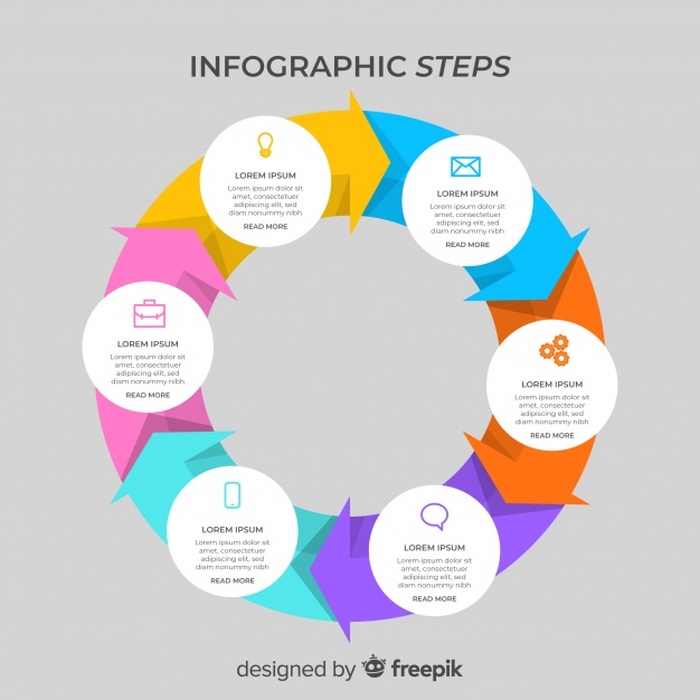 INFOGRAPHIC STEPS
LOREM IPSUM
Lorem ipsum dolor sit
amet, consectetuer
adipiscing elit, sed
diam nonummy nibh
READ MORE
LOREM IPSUM
Lorem ipsum dolor sit
amet, consectetuer
adipiscing elit, sed
diam nonummy nibh
READ MORE
LOREM IPSUM
Lorem ipsum dolor sit
amet, consectetuer
adipiscing elit, sed
diam nonummy nibh
READ MORE
LOREM IPSUM
Lorem ipsum dolor sit
amet, consectetuer
adipiscing elit, sed
diam nonummy nibh
READ MORE
LOREM IPSUM
Lorem ipsum dolor sit
amet, consectetuer
adipiscing elit, sed
diam nonummy nibh
READ MORE
LOREM IPSUM
Lorem ipsum dolor sit
amet, consectetuer
adipiscing elit, sed
diam nonummy nibh
READ MORE
designed by freepik